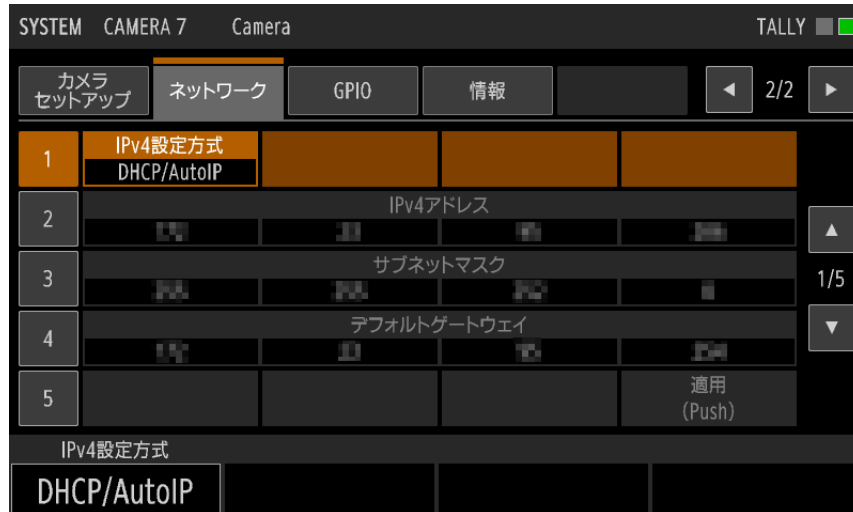 SYSTEM CAMERA 7 Camera TALLY
カメラ
セットアップ
ネットワーク
GPIO
情報
◀ 2/2 ▶
1
IPv4設定方式
DHCP/AutoIP
2
IPv4アドレス
▲
3
サブネットマスク
1/5
4
デフォルトゲートウェイ
▼
5
適用
(Push)
IPv4設定方式
DHCP/AutoIP